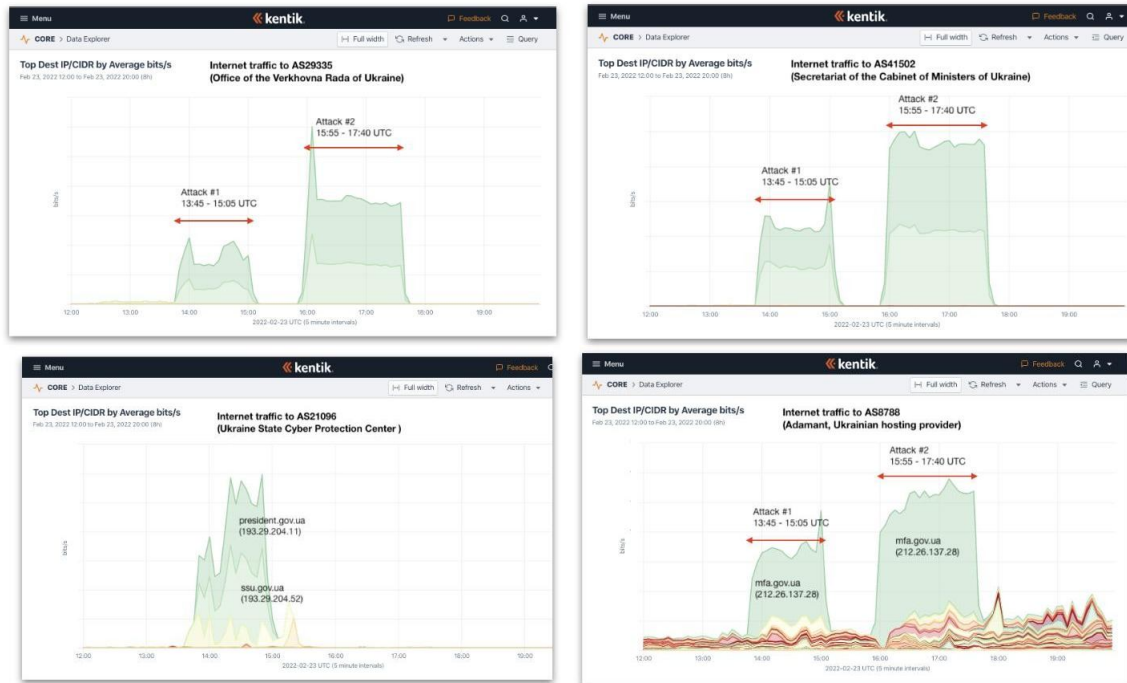 Menu
kentik
Feedback
CORE > Data Explorer
Full width
Refresh
Actions
Query
Top Dest IP/CIDR by Average bits/s
Feb 23, 2022 12:00 to Feb 23, 2022 20:00 (8h)
Internet traffic to AS29335
(Office of the Verkhovna Rada of Ukraine)
Attack #2
15:55 - 17:40 UTC
Attack #1
13:45 - 15:05 UTC
bits/s
12:00 13:00 14:00 15:00 16:00 17:00 18:00 19:00
2022-02-23 UTC (5 minute intervals)
Menu
kentik
Feedback
CORE > Data Explorer
Full width
Refresh
Actions
Query
Top Dest IP/CIDR by Average bits/s
Feb 23, 2022 12:00 to Feb 23, 2022 20:00 (8h)
Internet traffic to AS41502
(Secretariat of the Cabinet of Ministers of Ukraine)
Attack #2
15:55 - 17:40 UTC
Attack #1
13:45 - 15:05 UTC
bits/s
12:00 13:00 14:00 15:00 16:00 17:00 18:00 19:00
2022-02-23 UTC (5 minute intervals)
Menu
kentik
Feedback
CORE > Data Explorer
Full width
Refresh
Actions
Top Dest IP/CIDR by Average bits/s
Feb 23, 2022 12:00 to Feb 23, 2022 20:00 (8h)
Internet traffic to AS21096
(Ukraine State Cyber Protection Center )
president.gov.ua
(193.29.204.11)
ssu.gov.ua
(193.29.204.52)
bits/s
12:00 13:00 14:00 15:00 16:00 17:00 18:00 19:00
2022-02-23 UTC (5 minute intervals)
Menu
kentik
Feedback
CORE > Data Explorer
Full width
Refresh
Actions
Query
Top Dest IP/CIDR by Average bits/s
Feb 23, 2022 12:00 to Feb 23, 2022 20:00 (8h)
Internet traffic to AS8788
(Adamant, Ukrainian hosting provider)
Attack #2
15:55 - 17:40 UTC
Attack #1
13:45 - 15:05 UTC
mfa.gov.ua
(212.26.137.28)
mfa.gov.ua
(212.26.137.28)
bits/s
12:00 13:00 14:00 15:00 16:00 17:00 18:00 19:00
2022-02-23 UTC (5 minute intervals)